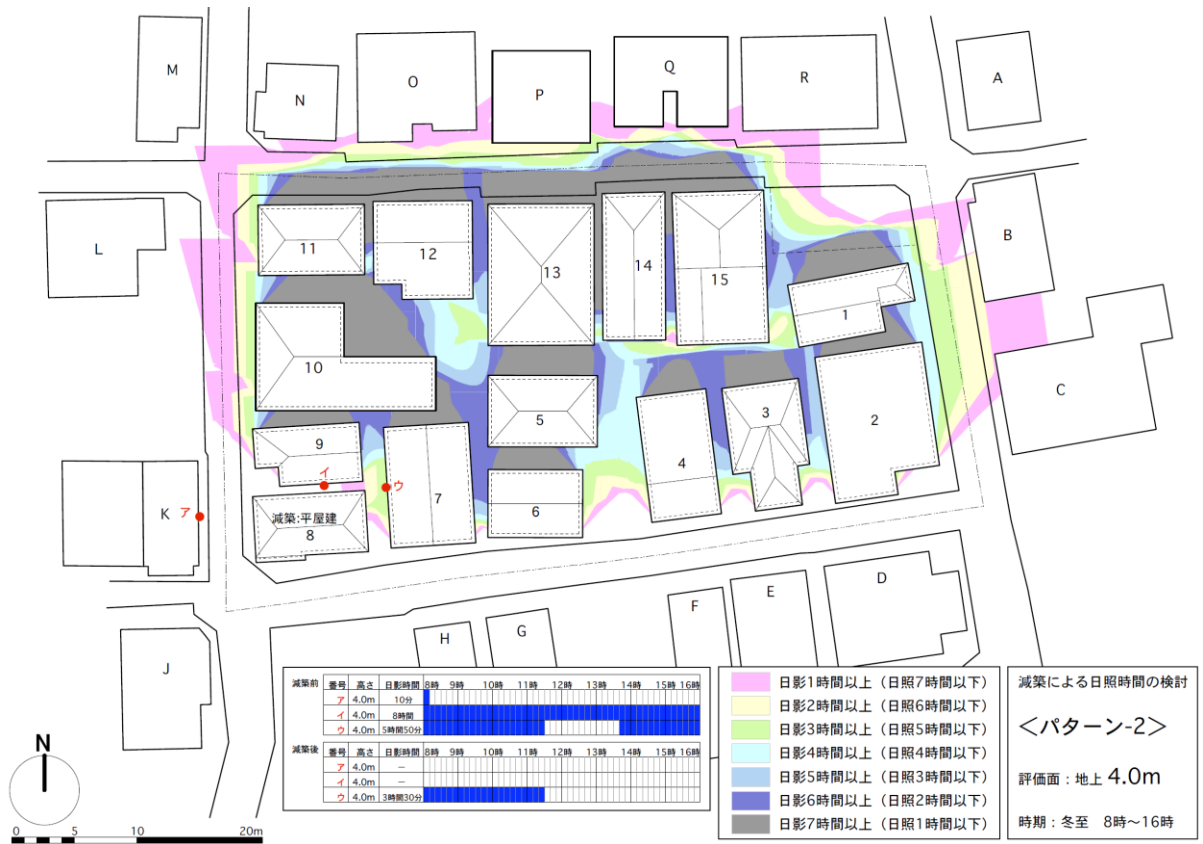 M
N
O
P
Q
R
A
L
B
C
11
12
13
14
15
1
10
9
5
3
2
4
イ
ウ
7
6
K
ア
減築:平屋建
8
J
H
G
F
E
D
減築前 番号 高さ 日影時間 8時 9時 10時 11時 12時 13時 14時 15時 16時
ア 4.0m 10分
イ 4.0m 8時間
ウ 4.0m 5時間50分
減築後 番号 高さ 日影時間 8時 9時 10時 11時 12時 13時 14時 15時 16時
ア 4.0m −
イ 4.0m −
ウ 4.0m 3時間30分
日影1時間以上（日照7時間以下）
日影2時間以上（日照6時間以下）
日影3時間以上（日照5時間以下）
日影4時間以上（日照4時間以下）
日影5時間以上（日照3時間以下）
日影6時間以上（日照2時間以下）
日影7時間以上（日照1時間以下）
減築による日照時間の検討
＜パターン-2＞
評価面：地上 4.0m
時期：冬至 8時〜16時
N
0 5 10 20m